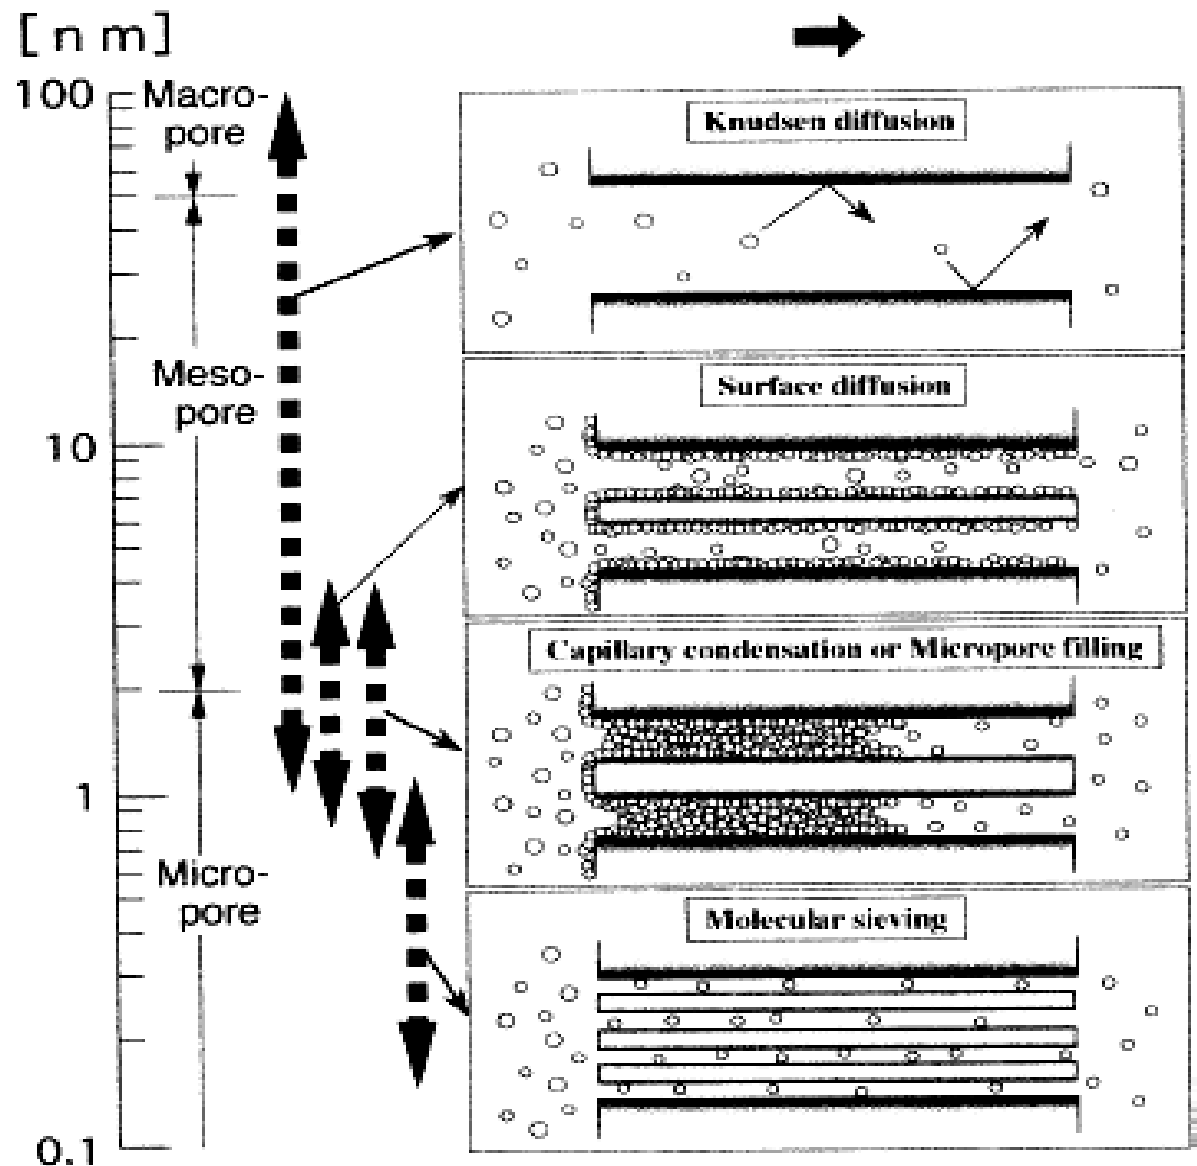 [nm]
100
Macro-
pore
Knudsen diffusion
Meso-
pore
Surface diffusion
10
Capillary condensation or Micropore filling
1
Micro-
pore
Molecular sieving
0.1